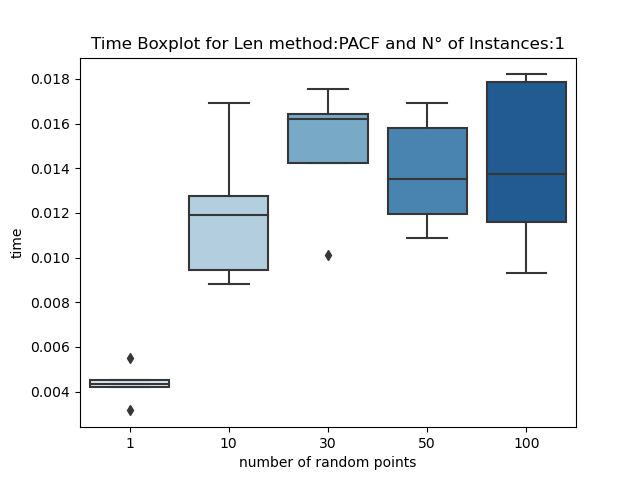 Time Boxplot for Len method:PACF and N° of Instances:1
0.018
0.016
0.014
0.012
0.010
0.008
0.006
0.004
time
1 10 30 50 100
number of random points